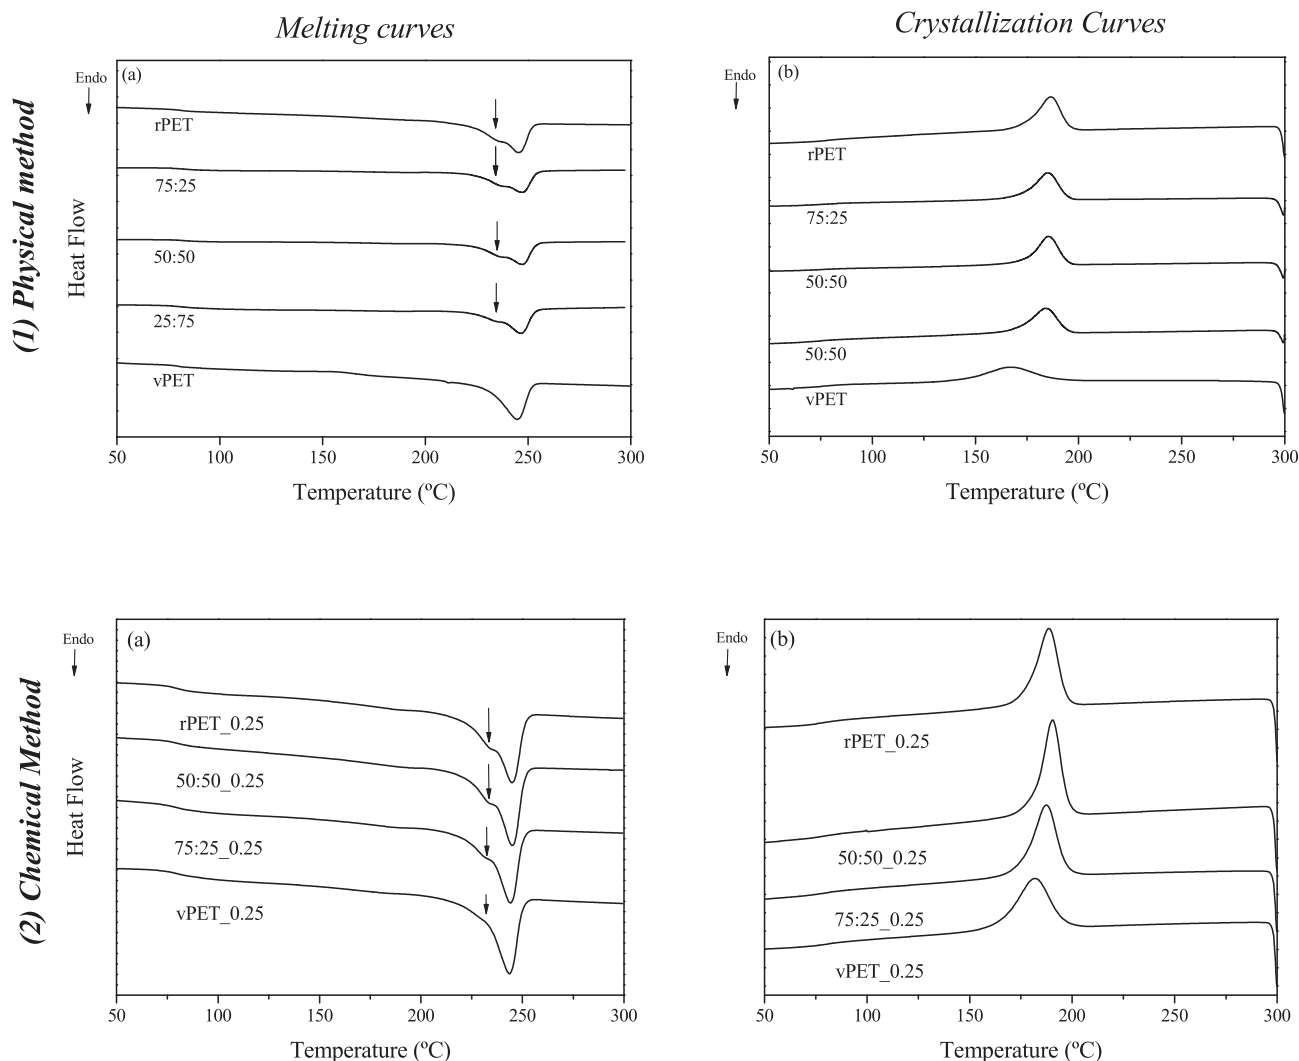 Melting curves
Crystallization Curves
(1) Physical method
Endo
(a)
rPET
75:25
50:50
25:75
vPET
Heat Flow
50 100 150 200 250 300
Temperature (ºC)
Endo
(b)
rPET
75:25
50:50
50:50
vPET
50 100 150 200 250 300
Temperature (ºC)
(2) Chemical Method
Endo
(a)
rPET_0.25
50:50_0.25
75:25_0.25
vPET_0.25
Heat Flow
50 100 150 200 250 300
Temperature (ºC)
Endo
(b)
rPET_0.25
50:50_0.25
75:25_0.25
vPET_0.25
50 100 150 200 250 300
Temperature (ºC)